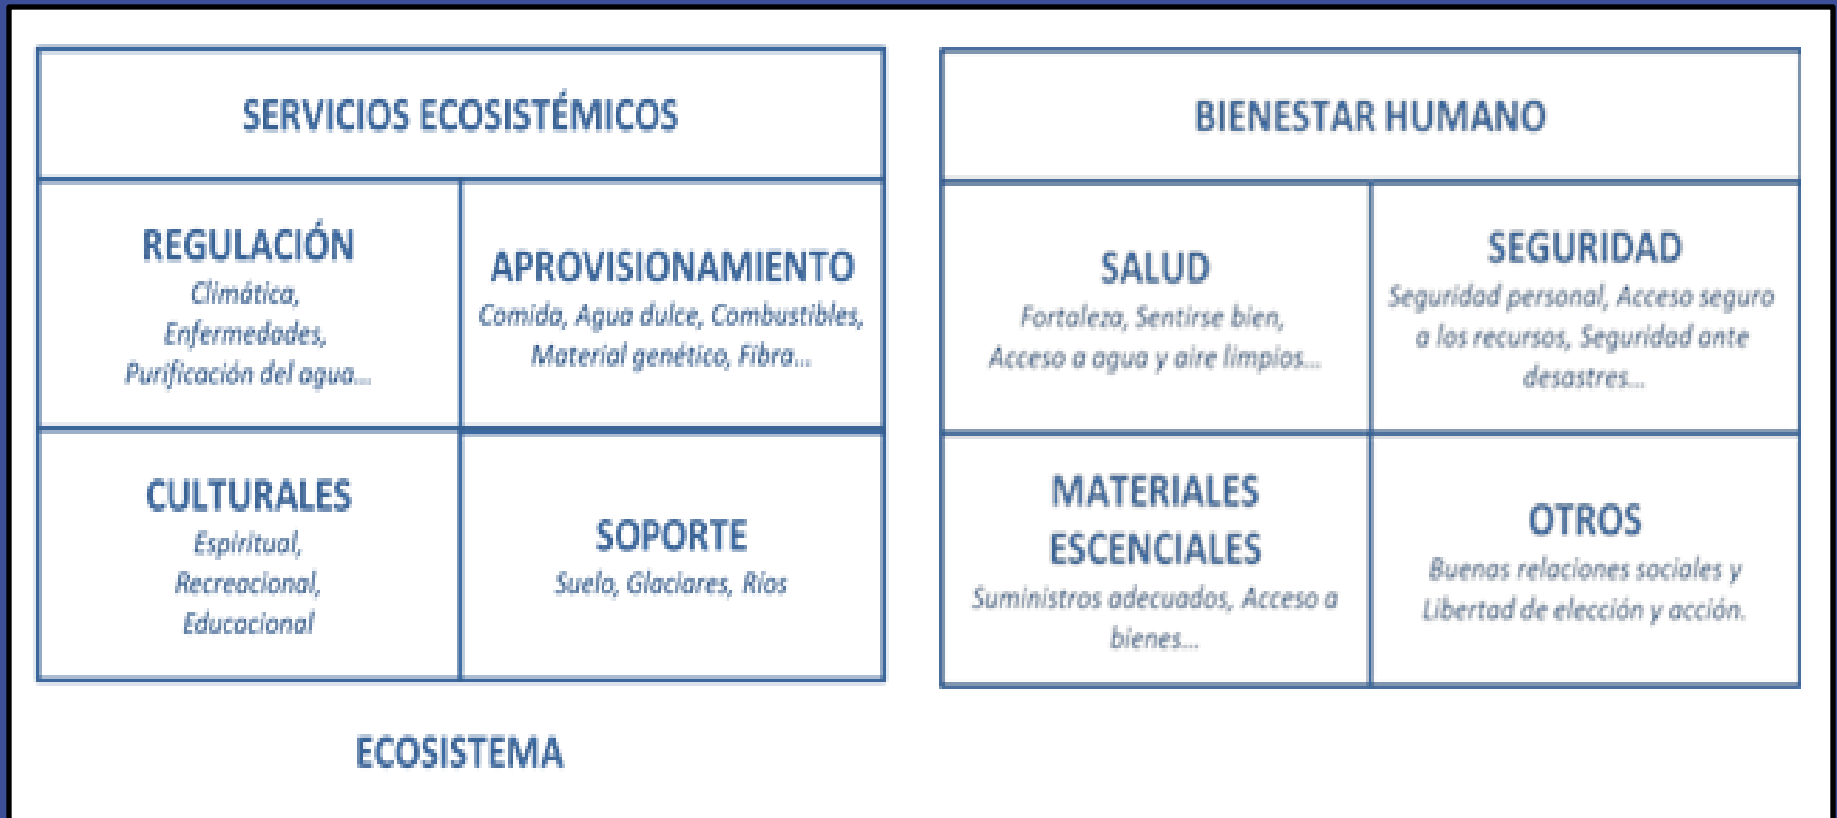 SERVICIOS ECOSISTÉMICOS
REGULACIÓN
Climática,
Enfermedades,
Purificación del agua...
APROVISIONAMIENTO
Comida, Agua dulce, Combustibles,
Material genético, Fibra...
CULTURALES
Espiritual,
Recreacional,
Educacional
SOPORTE
Suelo, Glaciares, Ríos
ECOSISTEMA
BIENESTAR HUMANO
SALUD
Fortaleza, Sentirse bien,
Acceso a agua y aire limpios...
SEGURIDAD
Seguridad personal, Acceso seguro
a los recursos, Seguridad ante
desastres...
MATERIALES
ESCENCIALES
Suministros adecuados, Acceso a
bienes...
OTROS
Buenas relaciones sociales y
Libertad de elección y acción.